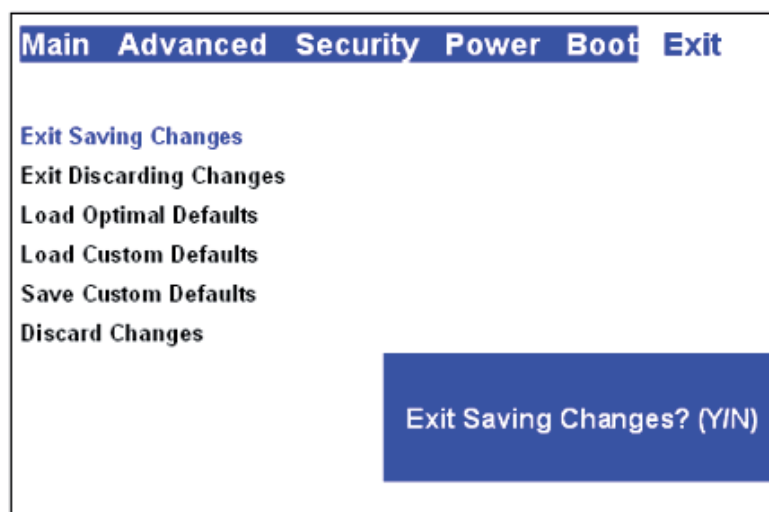 Main Advanced Security Power Boot Exit
Exit Saving Changes
Exit Discarding Changes
Load Optimal Defaults
Load Custom Defaults
Save Custom Defaults
Discard Changes
Exit Saving Changes? (Y/N)